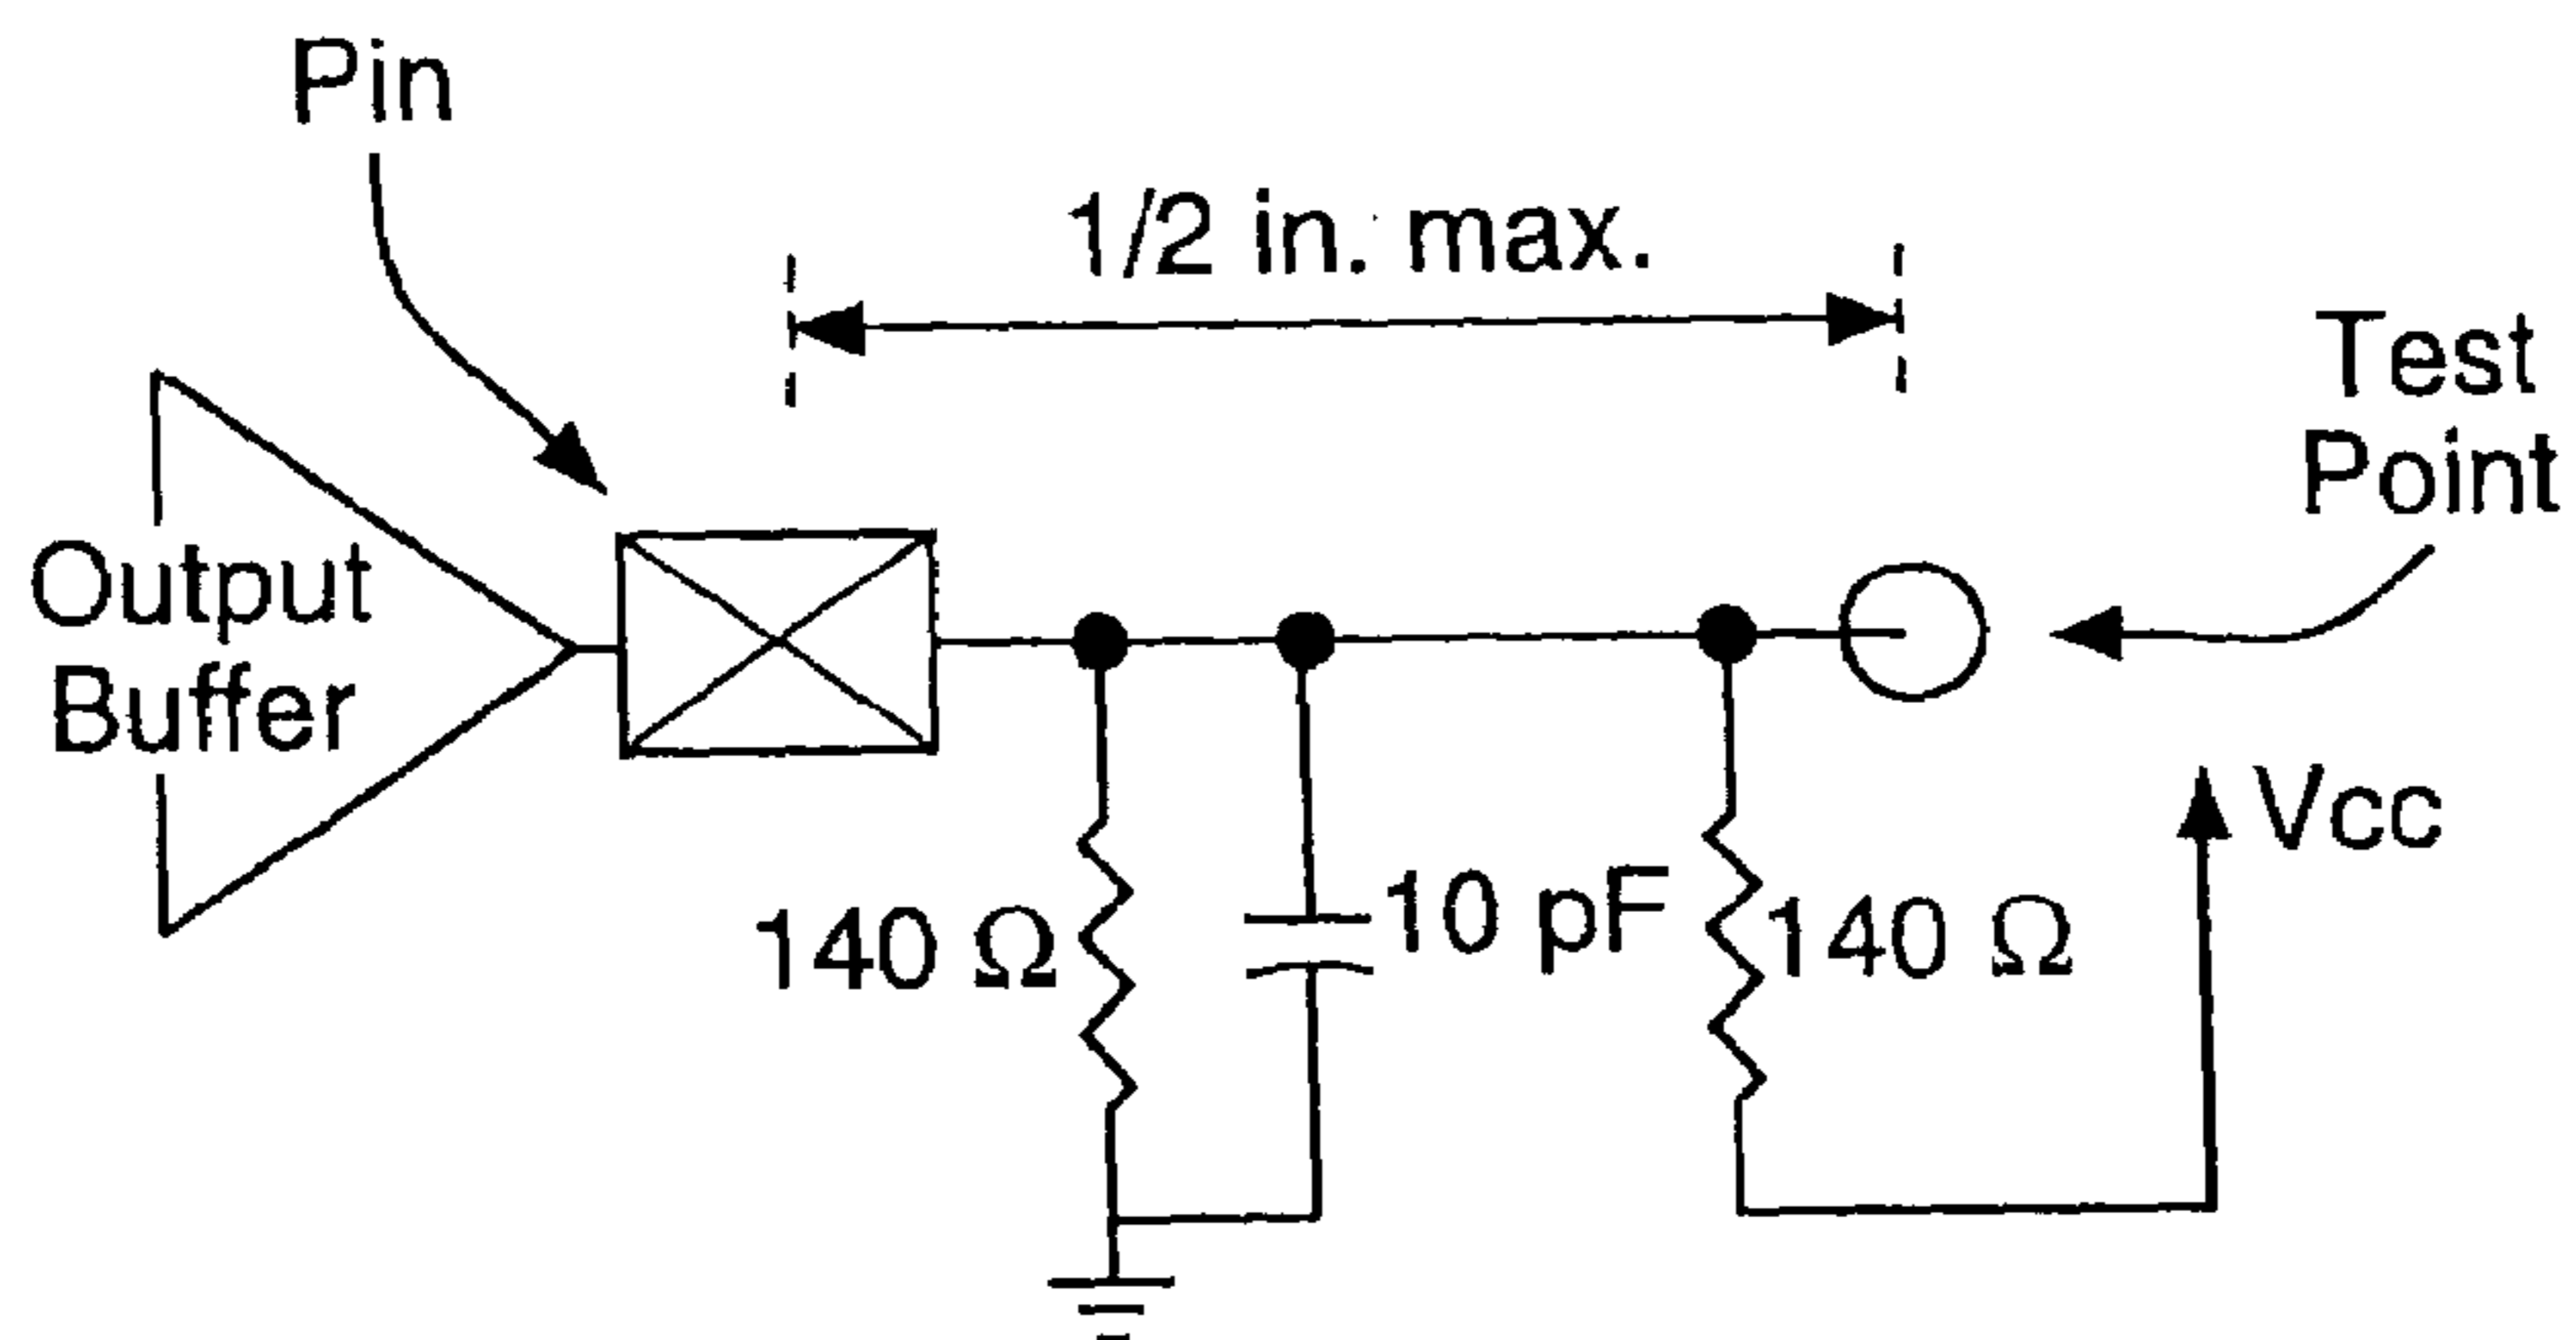 Pin
1/2 in. max.
Test
Point
Output
Buffer
Vcc
140 Ω
10 pF
140 Ω